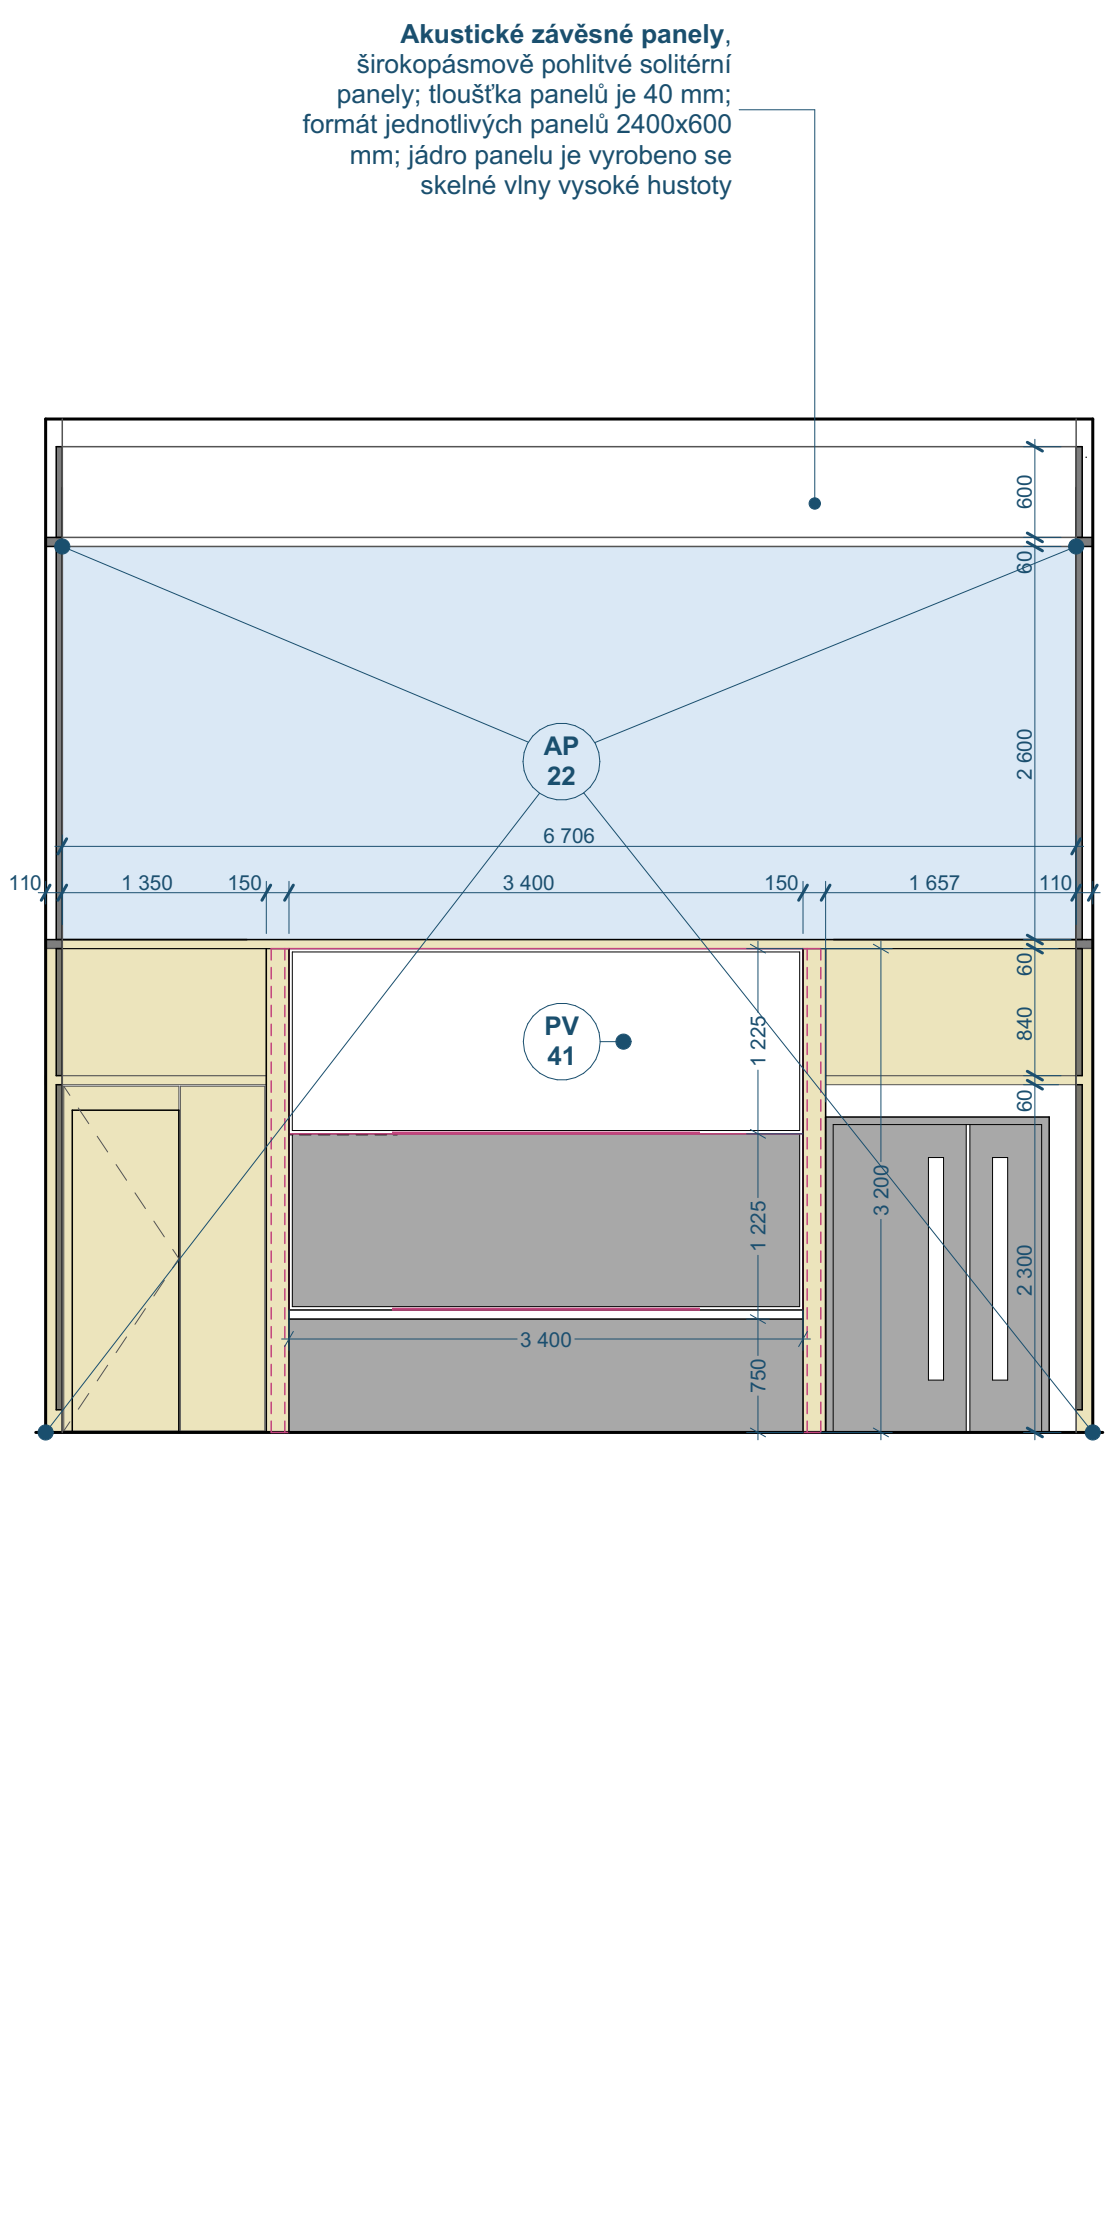 Akustické závěsné panely,
širokopásmově pohlitvé solitérní
panely; tloušťka panelů je 40 mm;
formát jednotlivých panelů 2400x600
mm; jádro panelu je vyrobeno se
skelné vlny vysoké hustoty
600
60
AP
22
2 600
6 706
110
1 350
150
3 400
150
1 657
110
60
PV
41
1 225
840
60
3 200
1 225
2 300
3 400
750